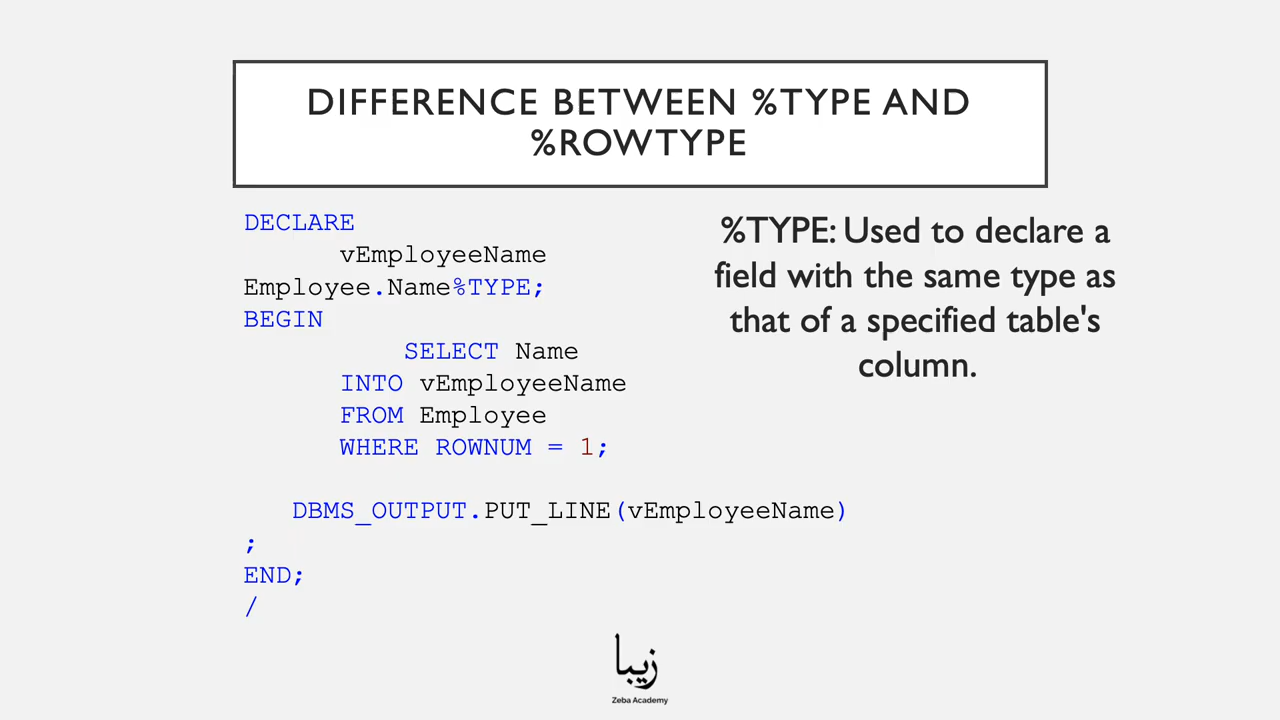 DIFFERENCE BETWEEN %TYPE AND
%ROWTYPE
DECLARE
vEmployeeName
Employee.Name%TYPE;
BEGIN
SELECT Name
INTO vEmployeeName
FROM Employee
WHERE ROWNUM = 1;
DBMS_OUTPUT.PUT_LINE(vEmployeeName)
;
END;
/
%TYPE: Used to declare a
field with the same type as
that of a specified table's
column.
زيبا
Zeba Academy